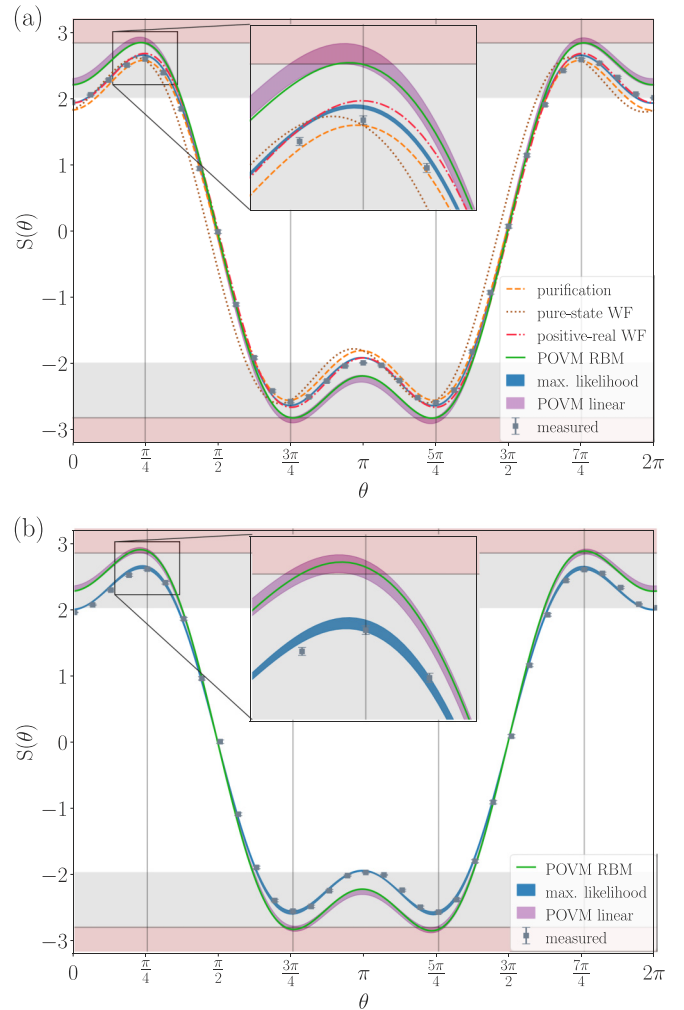 (a)
3
2
1
0
−1
−2
−3
S(θ)
0
π/4
π/2
3π/4
π
5π/4
3π/2
7π/4
2π
θ
purification
pure-state WF
positive-real WF
POVM RBM
max. likelihood
POVM linear
measured
(b)
3
2
1
0
−1
−2
−3
S(θ)
0
π/4
π/2
3π/4
π
5π/4
3π/2
7π/4
2π
θ
POVM RBM
max. likelihood
POVM linear
measured